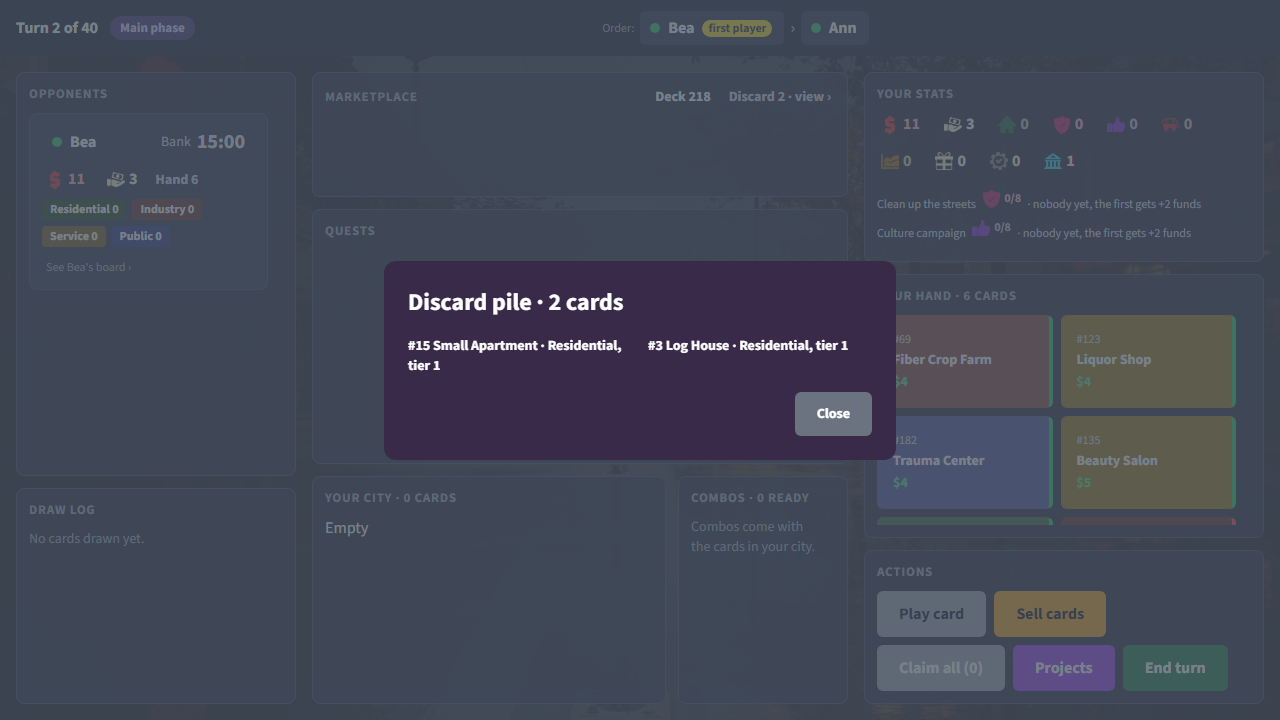 Turn 2 of 40 Main phase
Order: Bea first player › Ann
OPPONENTS
Bea Bank 15:00
11 3 Hand 6
Residential 0 Industry 0
Service 0 Public 0
See Bea's board ›
DRAW LOG
No cards drawn yet.
MARKETPLACE Deck 218 Discard 2 · view ›
QUESTS
Discard pile · 2 cards
#15 Small Apartment · Residential, tier 1
#3 Log House · Residential, tier 1
Close
YOUR CITY · 0 CARDS
Empty
COMBOS · 0 READY
Combos come with
the cards in your city.
YOUR STATS
11 3 0 0 0 0
0 0 0 1
Clean up the streets 0/8 · nobody yet, the first gets +2 funds
Culture campaign 0/8 · nobody yet, the first gets +2 funds
UR HAND · 6 CARDS
#69
Fiber Crop Farm
$4
#123
Liquor Shop
$4
#182
Trauma Center
$4
#135
Beauty Salon
$5
ACTIONS
Play card Sell cards
Claim all (0) Projects End turn